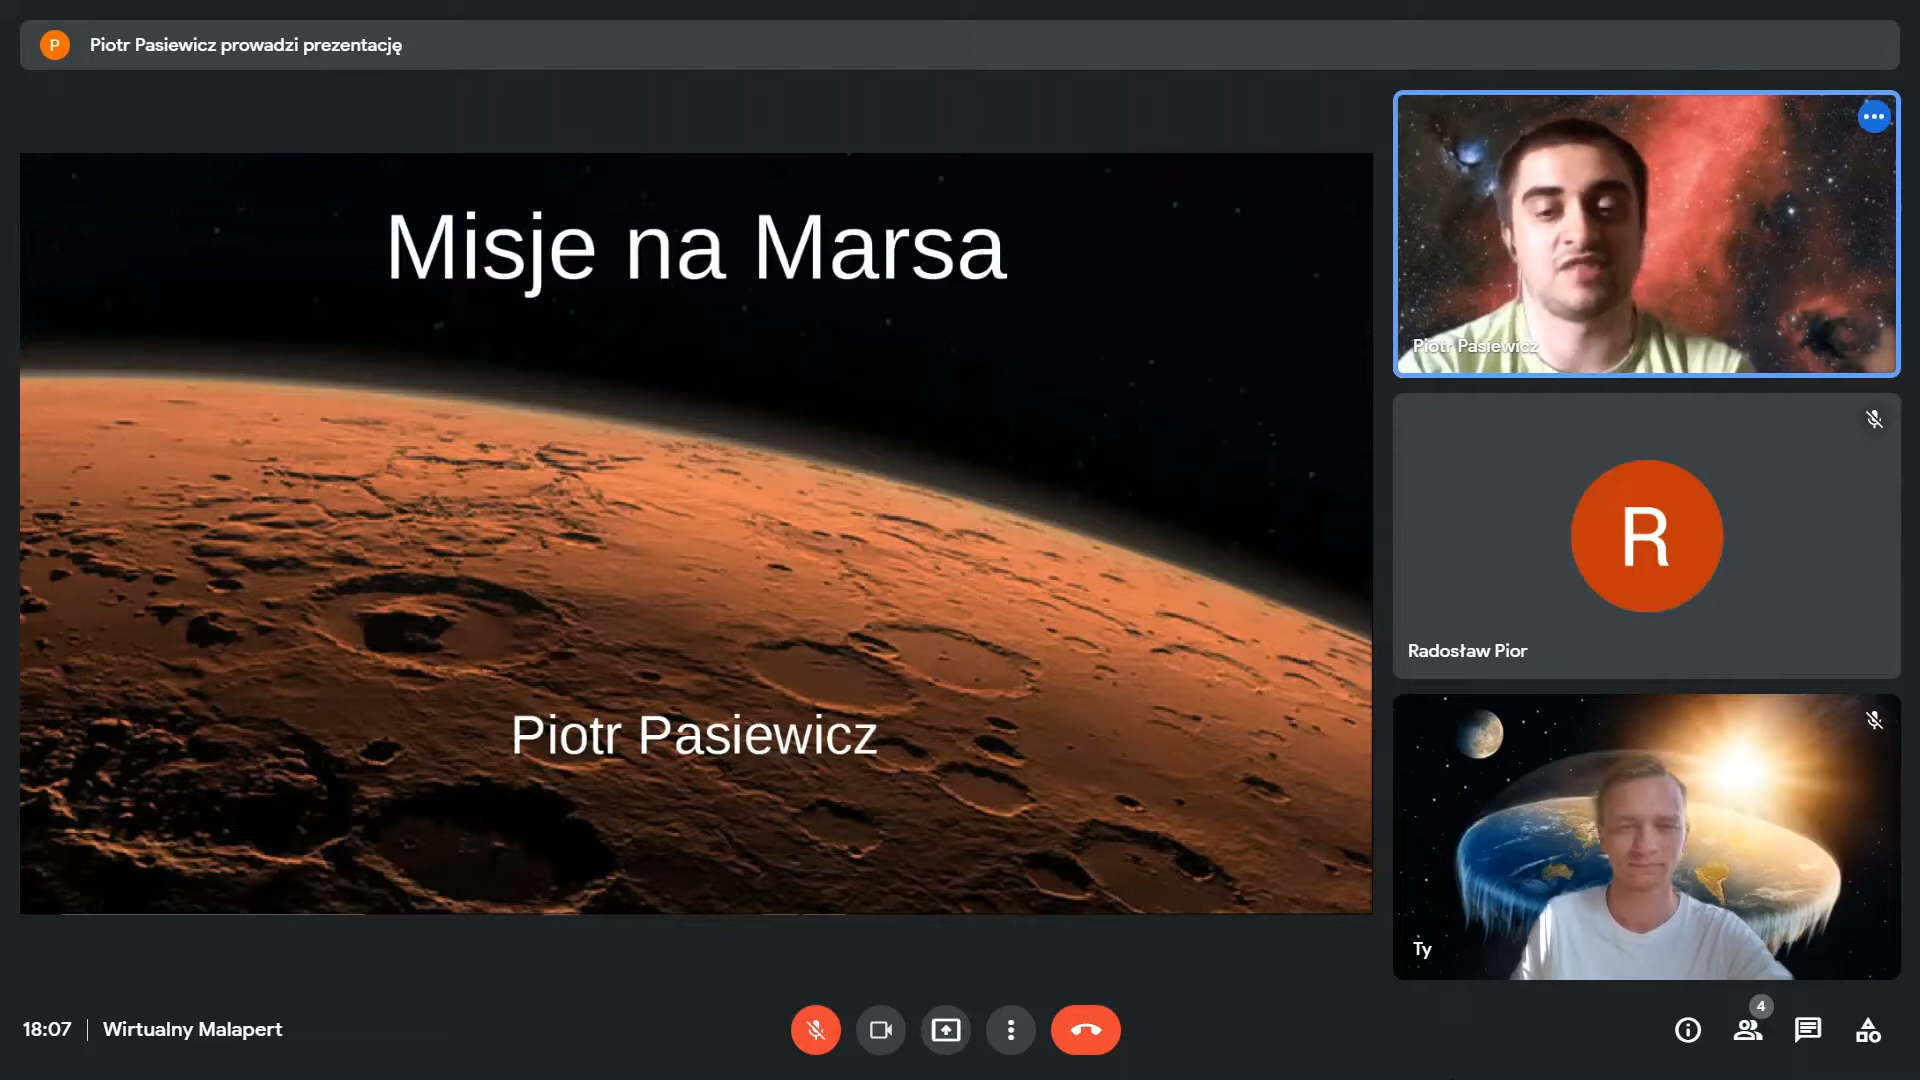 P
Piotr Pasiewicz prowadzi prezentację
Misje na Marsa
Piotr Pasiewicz
Piotr Pasiewicz
R
Radosław Pior
Ty
18:07 | Wirtualny Malapert
4